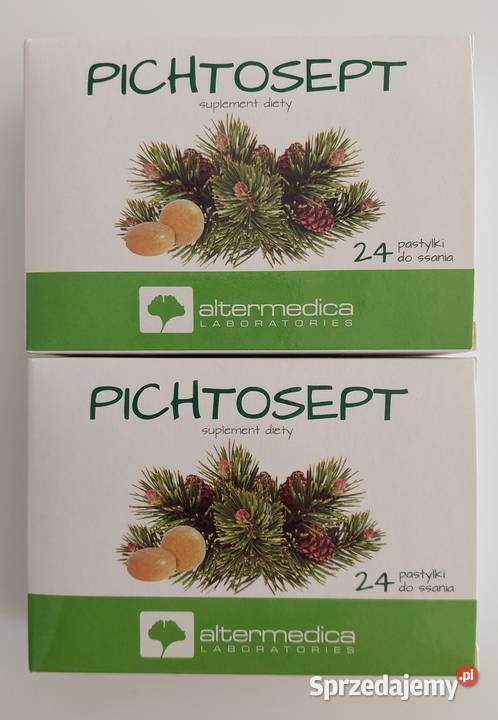 PICHTOSEPT
suplement diety
24 pastylki
do ssania
altermedica
LABORATORIES
PICHTOSEPT
suplement diety
24 pastylki
do ssania
altermedica
LABORATORIES
Sprzedajemy.pl